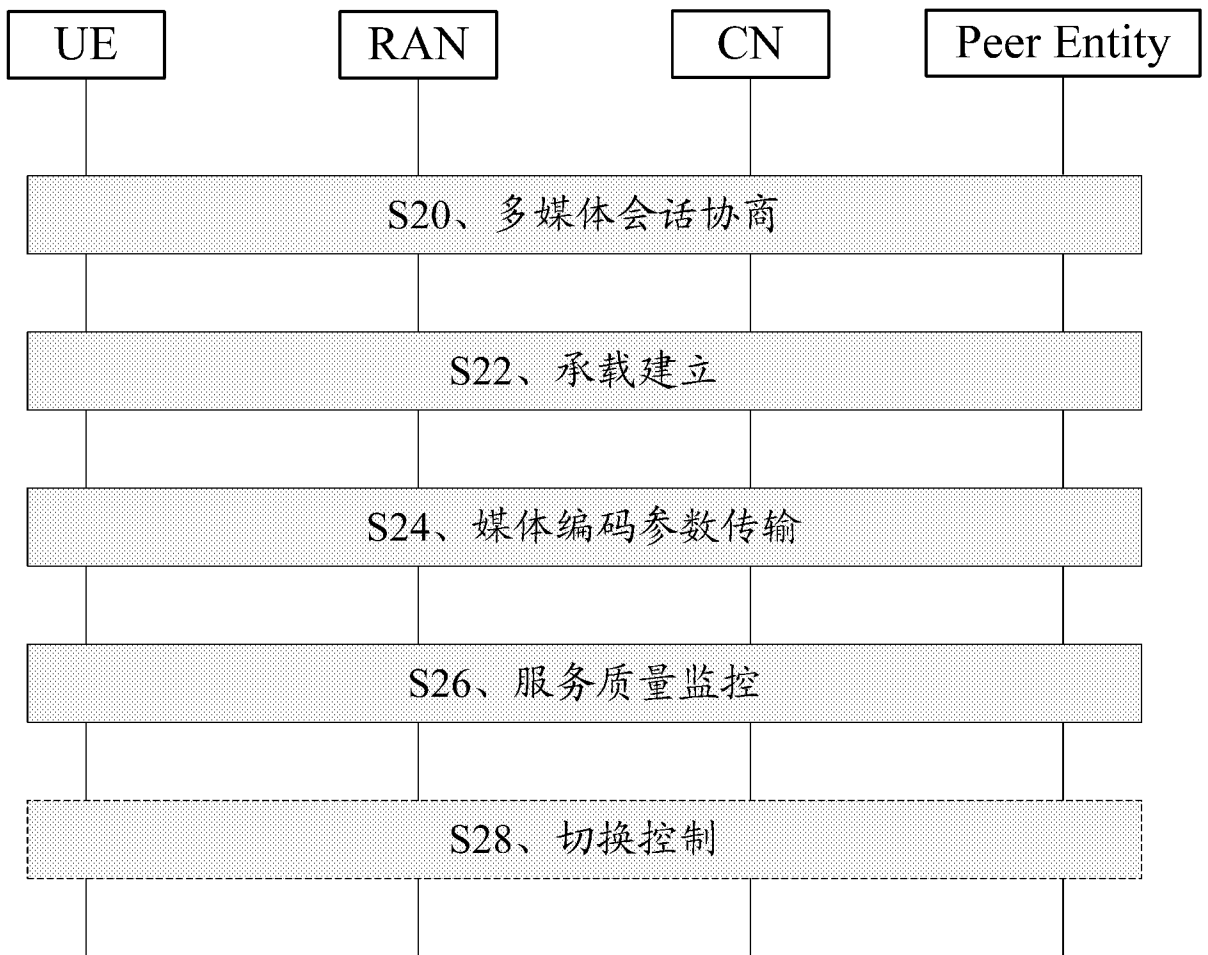 UE
RAN
CN
Peer Entity
S20、多媒体会话协商
S22、承载建立
S24、媒体编码参数传输
S26、服务质量监控
S28、切换控制